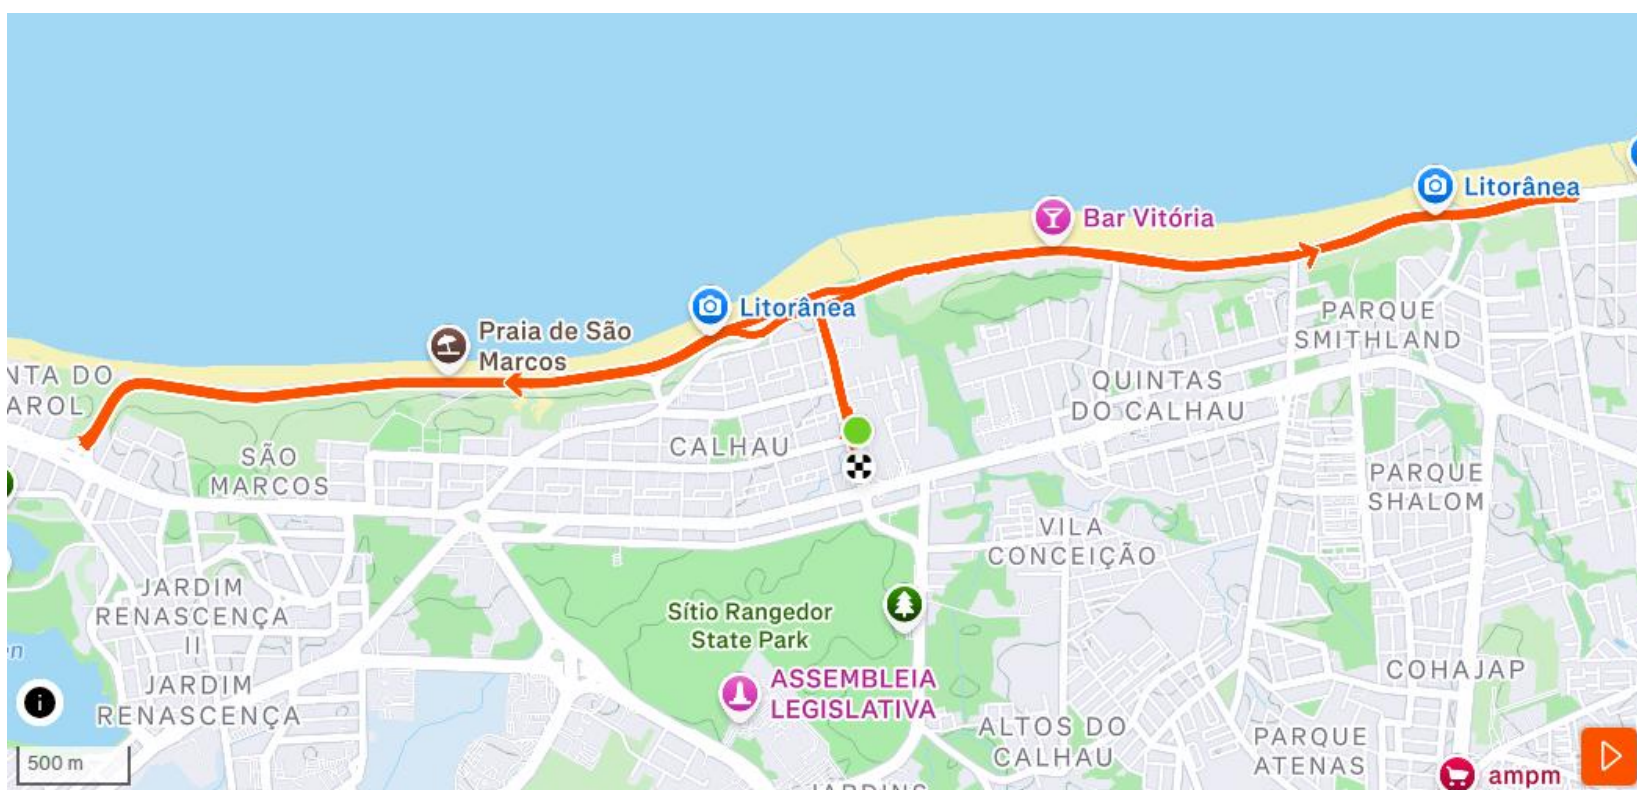 Litorânea
Bar Vitória
Litorânea
Praia de São
Marcos
NTA DO
AROL
PARQUE
SMITHLAND
QUINTAS
DO CALHAU
CALHAU
SÃO
MARCOS
PARQUE
SHALOM
VILA
CONCEIÇÃO
JARDIM
RENASCENÇA
II
Sítio Rangedor
State Park
en
JARDIM
RENASCENÇA
ASSEMBLEIA
LEGISLATIVA
COHAJAP
ALTOS DO
CALHAU
PARQUE
ATENAS
i
500 m
ampm
JARDINS